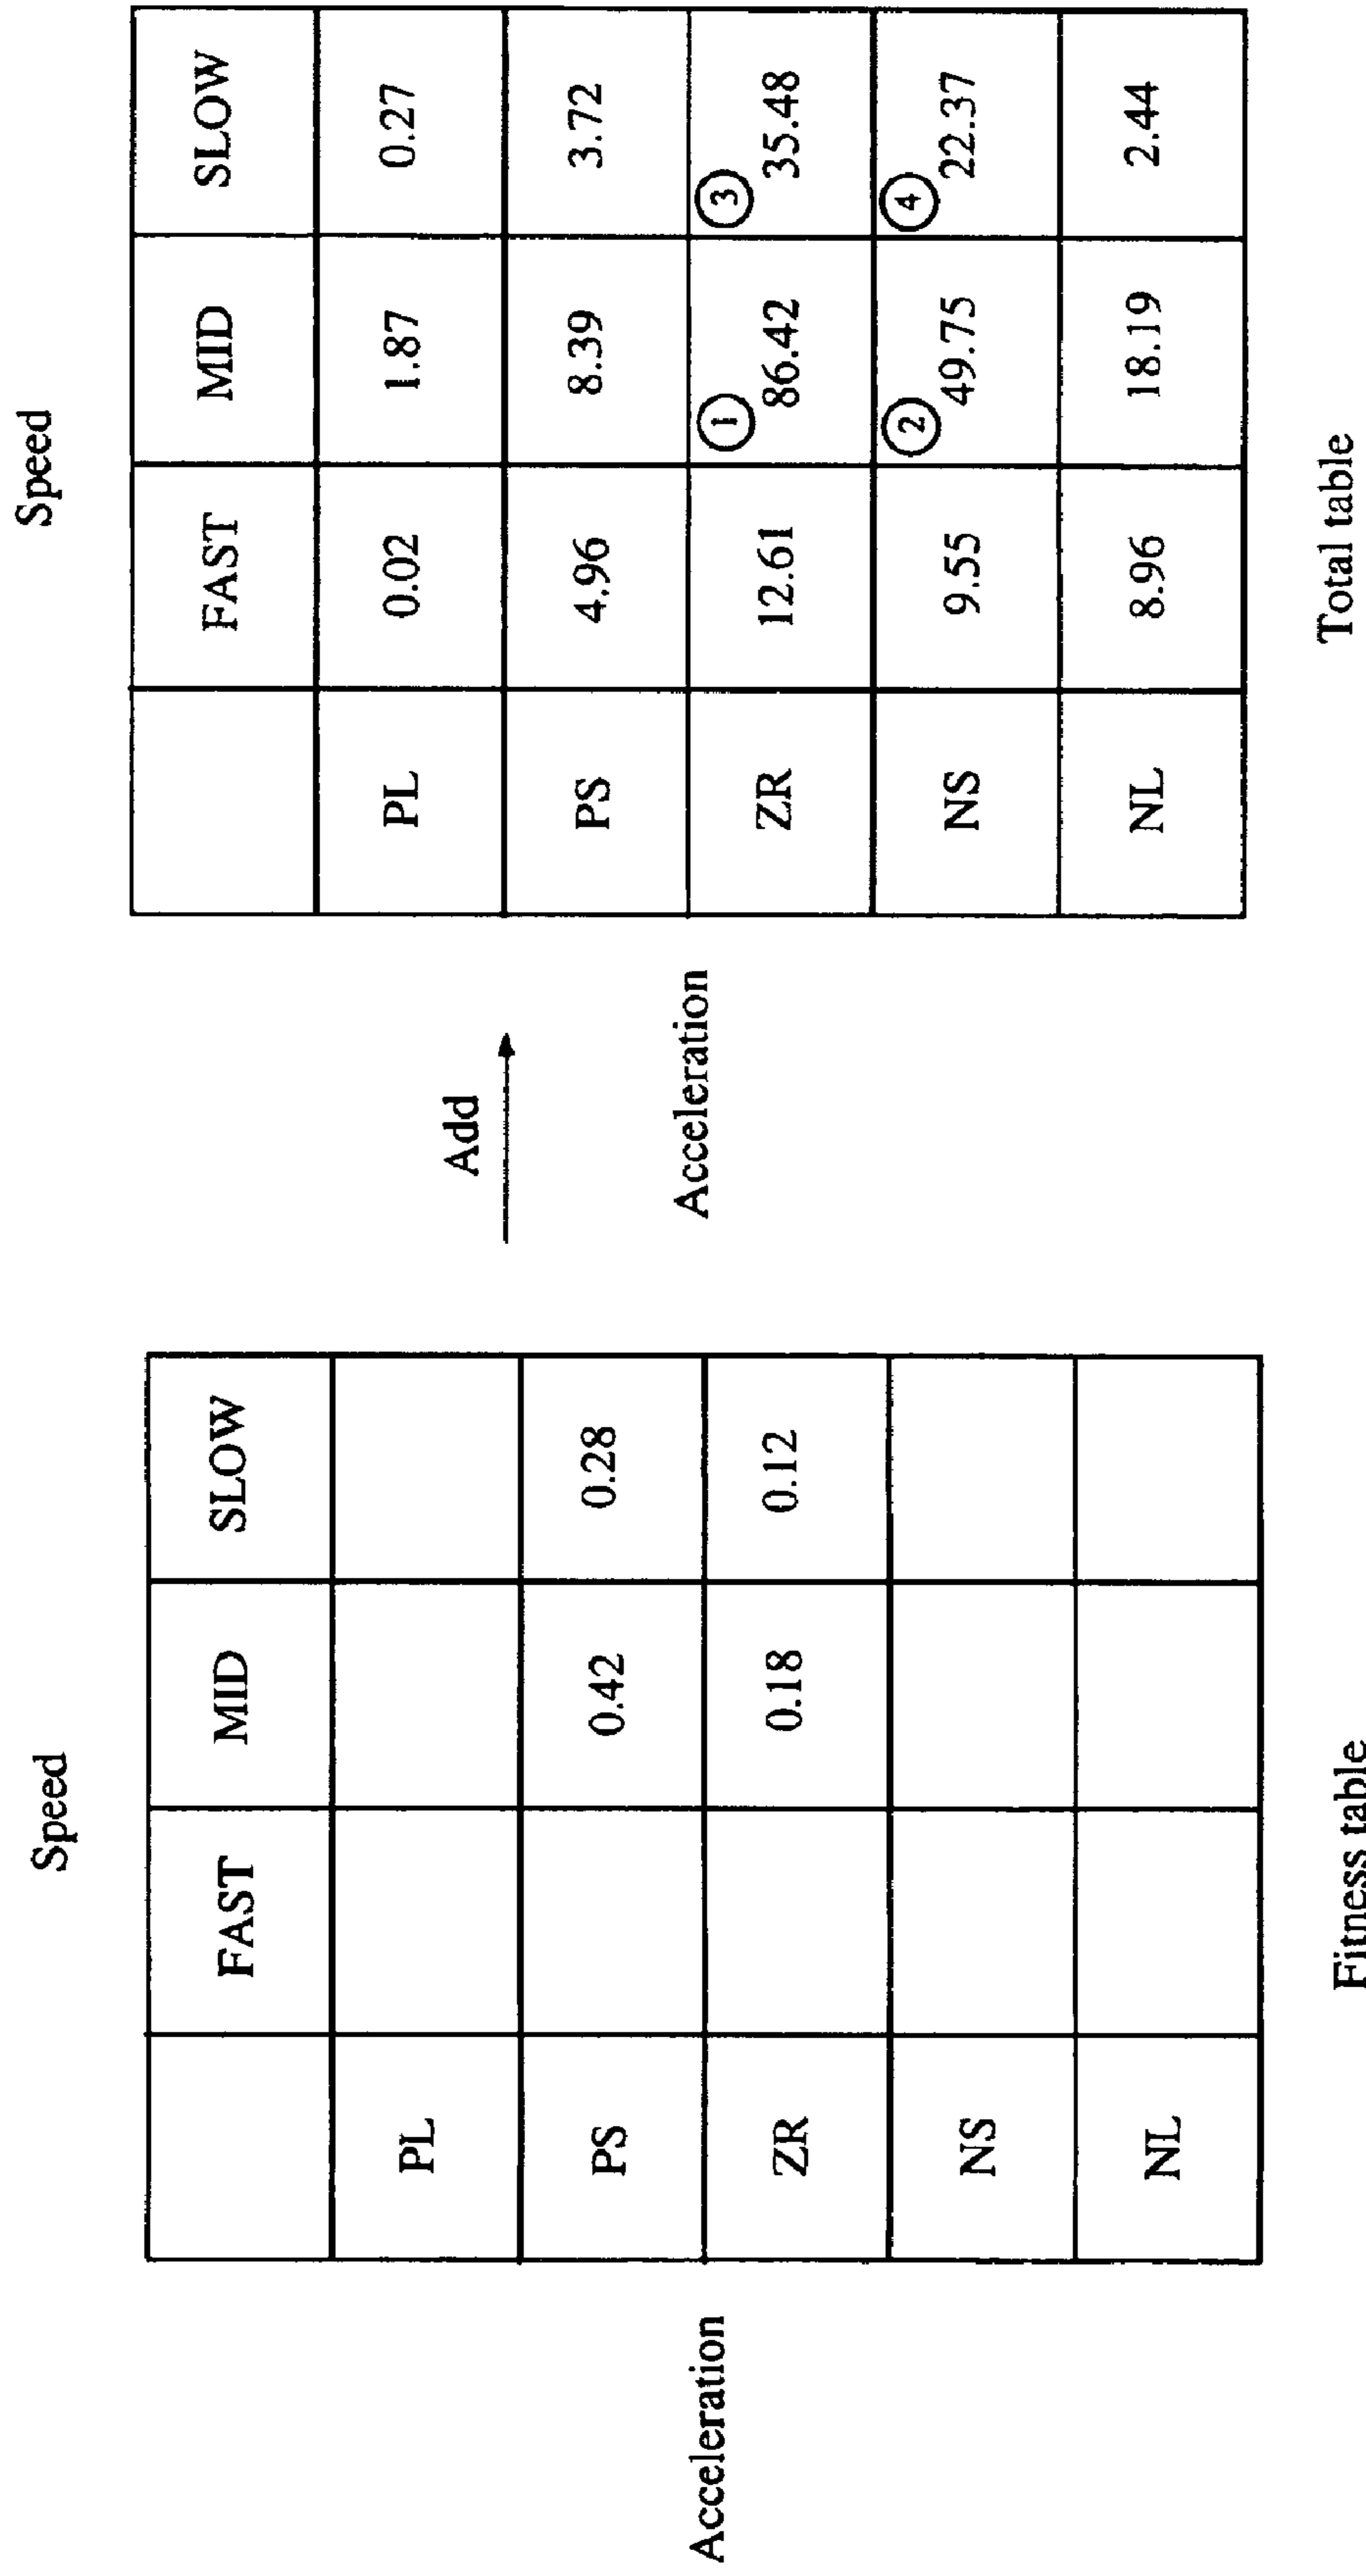 Speed
FAST MID SLOW
PL
PS 0.42 0.28
ZR 0.18 0.12
NS
NL
Acceleration
Fitness table
Add
Speed
FAST MID SLOW
PL 0.02 1.87 0.27
PS 4.96 8.39 3.72
ZR 12.61 ① 86.42 ③ 35.48
NS 9.55 ② 49.75 ④ 22.37
NL 8.96 18.19 2.44
Acceleration
Total table